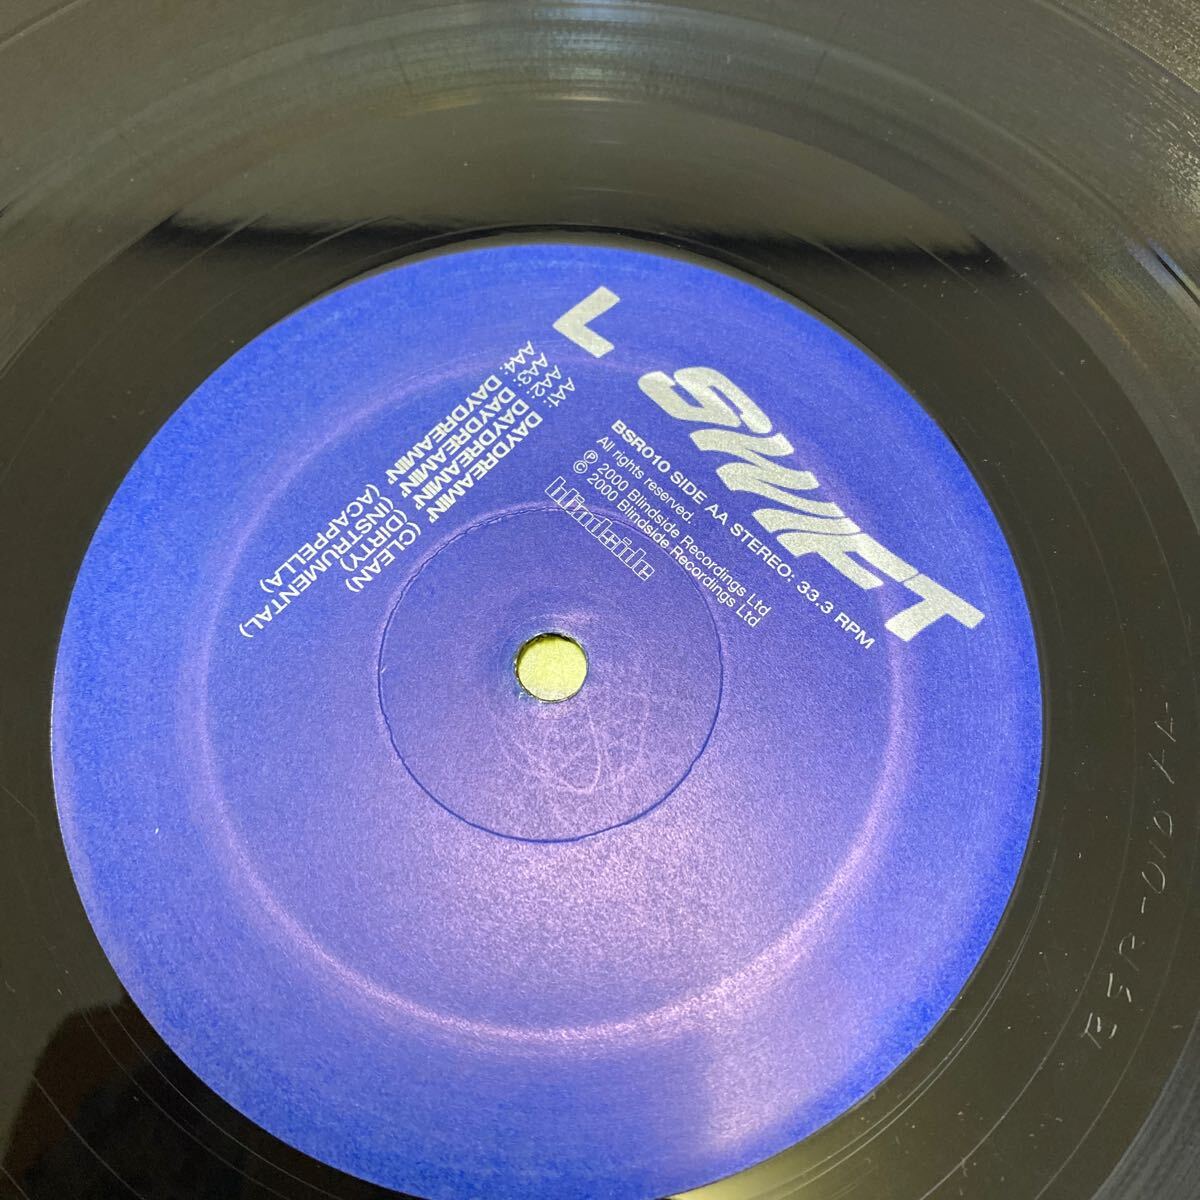 L SWIFT
BSR010 SIDE AA STEREO: 33.3 RPM
All rights reserved.
℗ 2000 Blindside Recordings Ltd
© 2000 Blindside Recordings Ltd
blindside
AA1: DAYDREAMIN' (CLEAN)
AA2: DAYDREAMIN' (DIRTY)
AA3: DAYDREAMIN' (INSTRUMENTAL)
AA4: DAYDREAMIN' (ACAPPELLA)